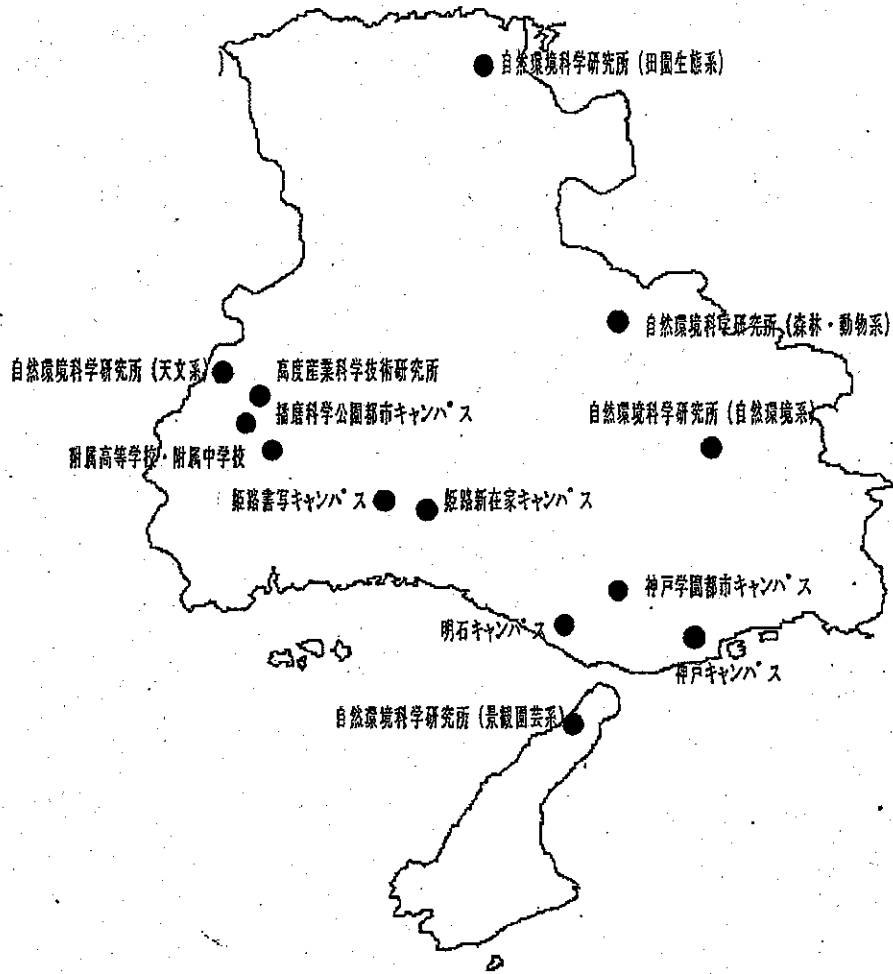 自然環境科学研究所（田園生態系）
自然環境科学研究所（森林・動物系）
自然環境科学研究所（天文系）
高度産業科学技術研究所
播磨科学公園都市キャンパス
自然環境科学研究所（自然環境系）
附属高等学校・附属中学校
姫路書写キャンパス
姫路新在家キャンパス
神戸学園都市キャンパス
明石キャンパス
神戸キャンパス
自然環境科学研究所（景観園芸系）